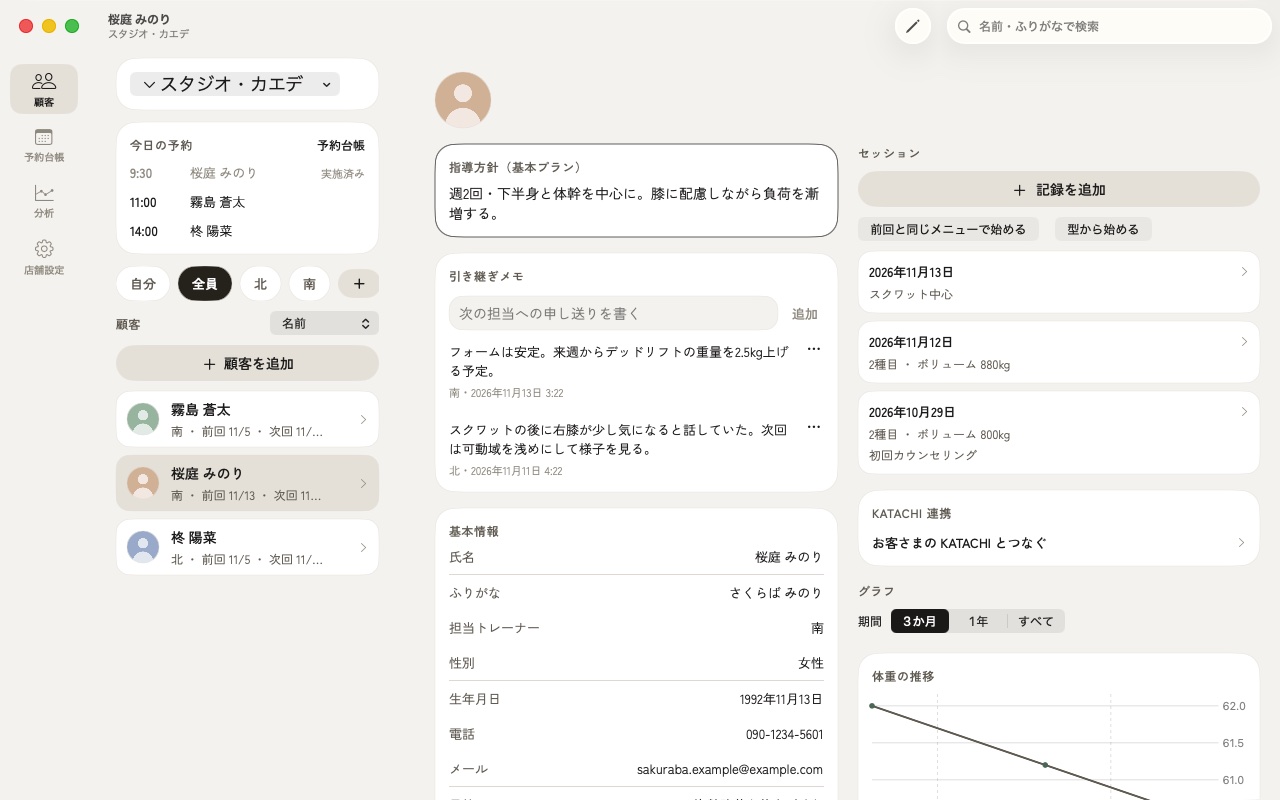 桜庭 みのり
スタジオ・カエデ
名前・ふりがなで検索
顧客
予約台帳
分析
店舗設定
スタジオ・カエデ
今日の予約 予約台帳
9:30 桜庭 みのり 実施済み
11:00 霧島 蒼太
14:00 柊 陽菜
自分 全員 北 南 +
顧客 名前
+ 顧客を追加
霧島 蒼太
南 ・ 前回 11/5 ・ 次回 11/...
桜庭 みのり
南 ・ 前回 11/13 ・ 次回 11...
柊 陽菜
北 ・ 前回 11/5 ・ 次回 11/...
指導方針（基本プラン）
週2回・下半身と体幹を中心に。膝に配慮しながら負荷を漸
増する。
引き継ぎメモ
次の担当への申し送りを書く 追加
フォームは安定。来週からデッドリフトの重量を2.5kg上げ
る予定。
南・2026年11月13日 3:22
スクワットの後に右膝が少し気になると話していた。次回
は可動域を浅めにして様子を見る。
北・2026年11月11日 4:22
基本情報
氏名 桜庭 みのり
ふりがな さくらば みのり
担当トレーナー 南
性別 女性
生年月日 1992年11月13日
電話 090-1234-5601
メール sakuraba.example@example.com
セッション
+ 記録を追加
前回と同じメニューで始める 型から始める
2026年11月13日
スクワット中心
2026年11月12日
2種目 ・ ボリューム 880kg
2026年10月29日
2種目 ・ ボリューム 800kg
初回カウンセリング
KATACHI 連携
お客さまの KATACHI とつなぐ
グラフ
期間 3か月 1年 すべて
体重の推移
62.0
61.5
61.0